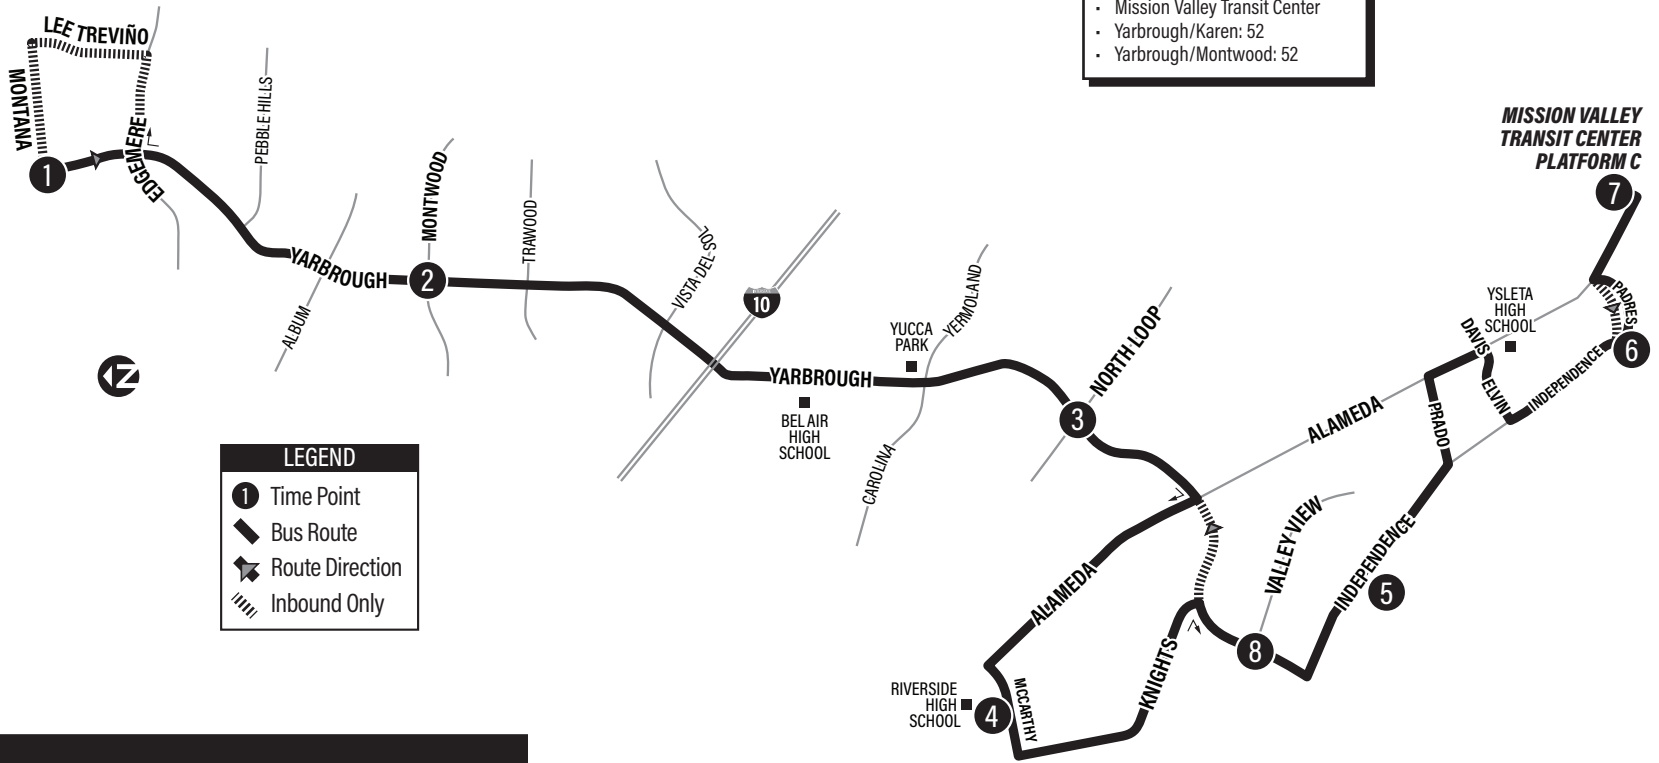 · Mission Valley Transit Center
· Yarbrough/Karen: 52
· Yarbrough/Montwood: 52
LEE TREVIÑO
MONTANA
1
EDGEMERE
PEBBLE HILLS
YARBROUGH
ALBUM
MONTWOOD
2
TRAWOOD
VISTA-DEL-SOL
10
YARBROUGH
BEL AIR
HIGH
SCHOOL
YUCCA
PARK
YERMOLAND
CAROLINA
NORTH LOOP
3
ALAMEDA
MISSION VALLEY
TRANSIT CENTER
PLATFORM C
7
YSLETA
HIGH
SCHOOL
PADRES
6
DAVIS
ELVIN
INDEPENDENCE
PRADO
INDEPENDENCE
5
VALLEY VIEW
8
ALAMEDA
KNIGHTS
MCCARTHY
RIVERSIDE
HIGH
SCHOOL
4
N
LEGEND
1 Time Point
Bus Route
Route Direction
Inbound Only